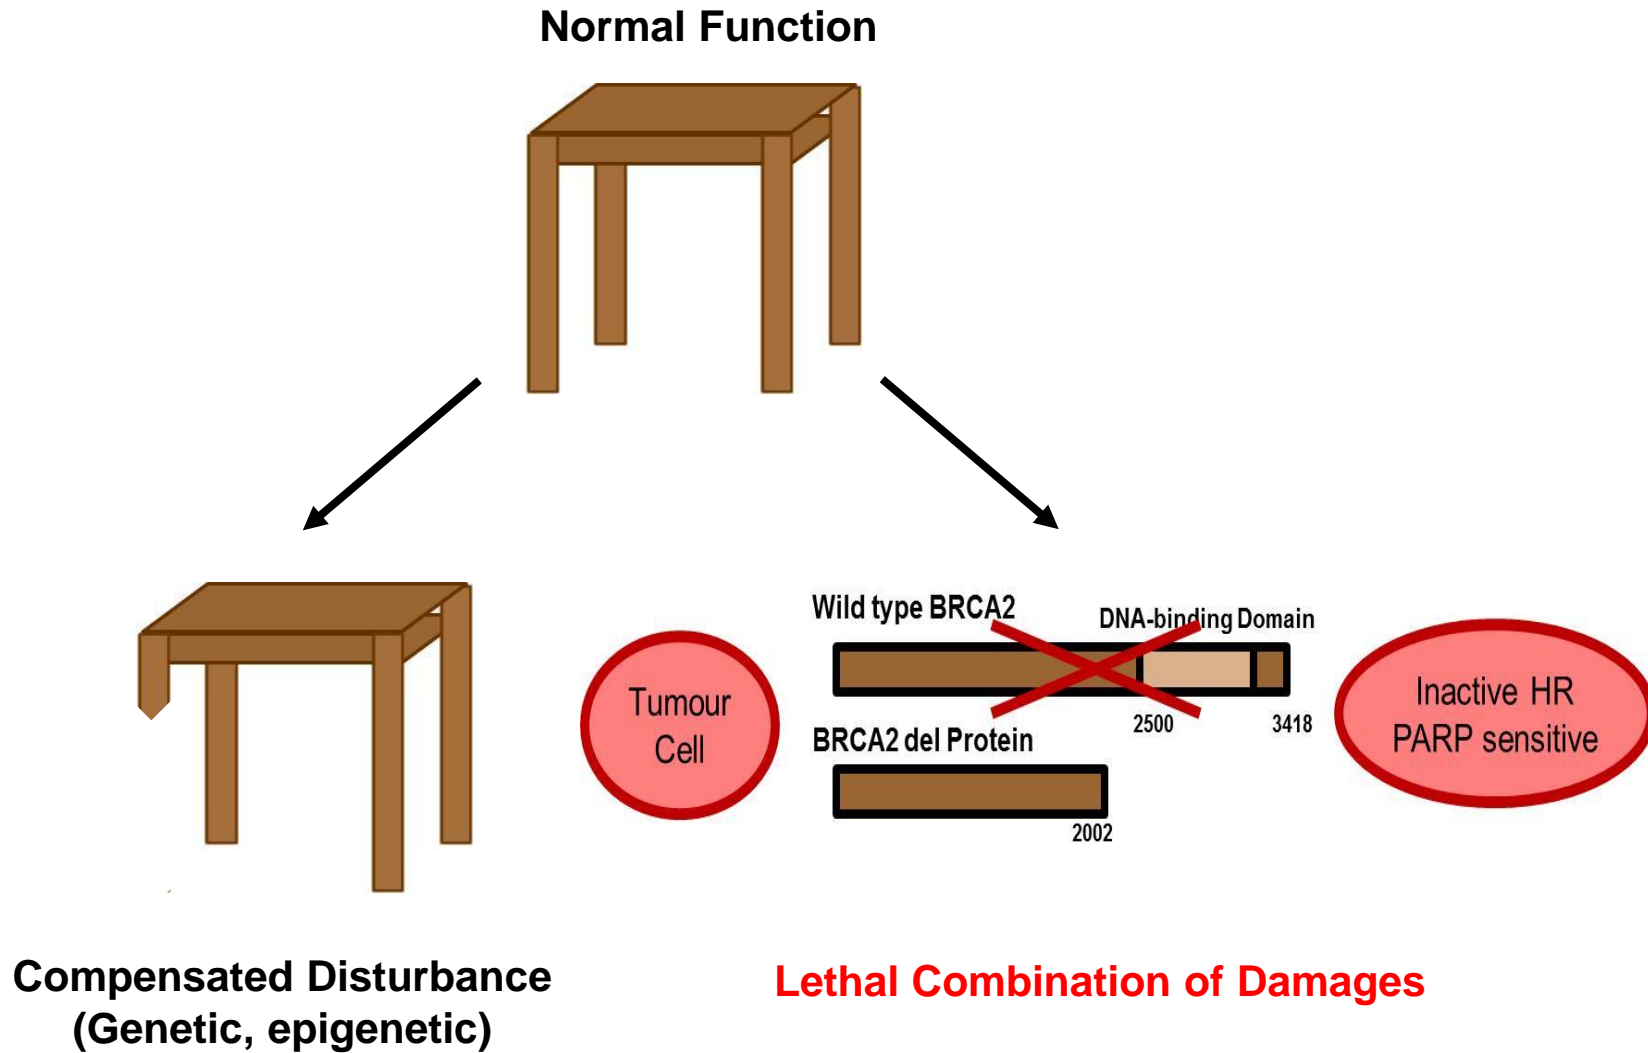 Normal Function
Wild type BRCA2
DNA-binding Domain
2500
3418
BRCA2 del Protein
2002
Tumour
Cell
Inactive HR
PARP sensitive
Compensated Disturbance
(Genetic, epigenetic)
Lethal Combination of Damages